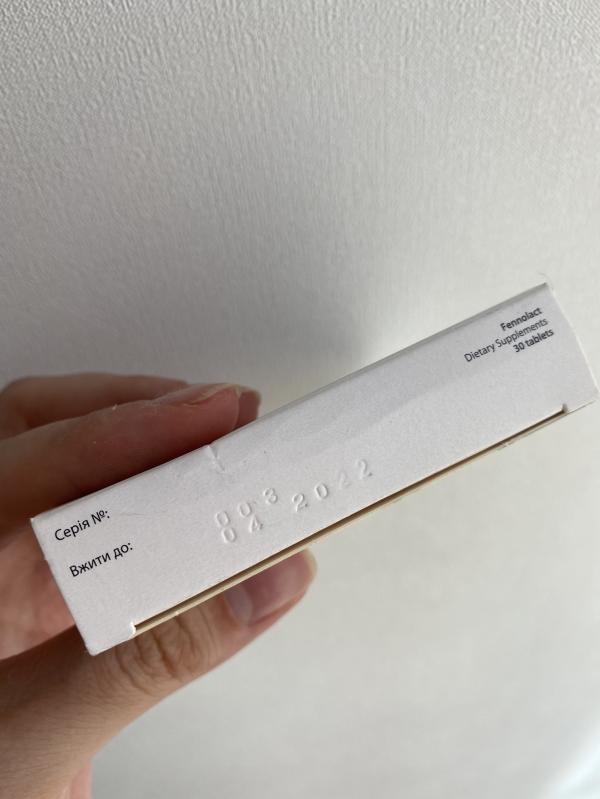 Fennolact
Dietary Supplements
30 tablets
Серія №: 003
Вжити до: 04 2022